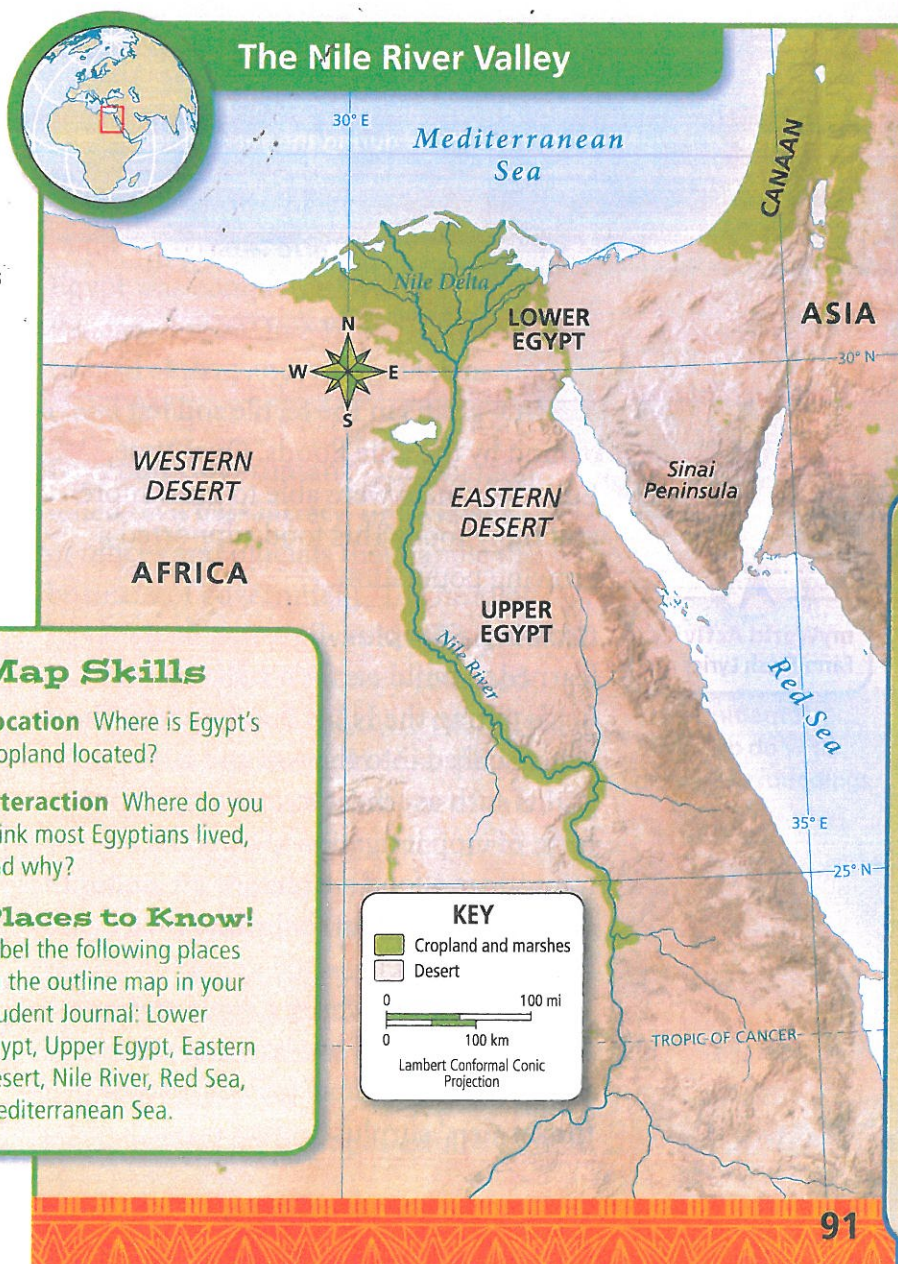 The Nile River Valley
30° E
Mediterranean
Sea
CANAAN
Nile Delta
LOWER
EGYPT
ASIA
N
W
E
S
30° N
WESTERN
DESERT
EASTERN
DESERT
Sinai
Peninsula
AFRICA
UPPER
EGYPT
Nile River
Red Sea
35° E
25° N
TROPIC OF CANCER
Map Skills
ocation Where is Egypt's
opland located?
teraction Where do you
ink most Egyptians lived,
d why?
Places to Know!
bel the following places
the outline map in your
udent Journal: Lower
ypt, Upper Egypt, Eastern
esert, Nile River, Red Sea,
editerranean Sea.
KEY
Cropland and marshes
Desert
0 100 mi
0 100 km
Lambert Conformal Conic
Projection
91